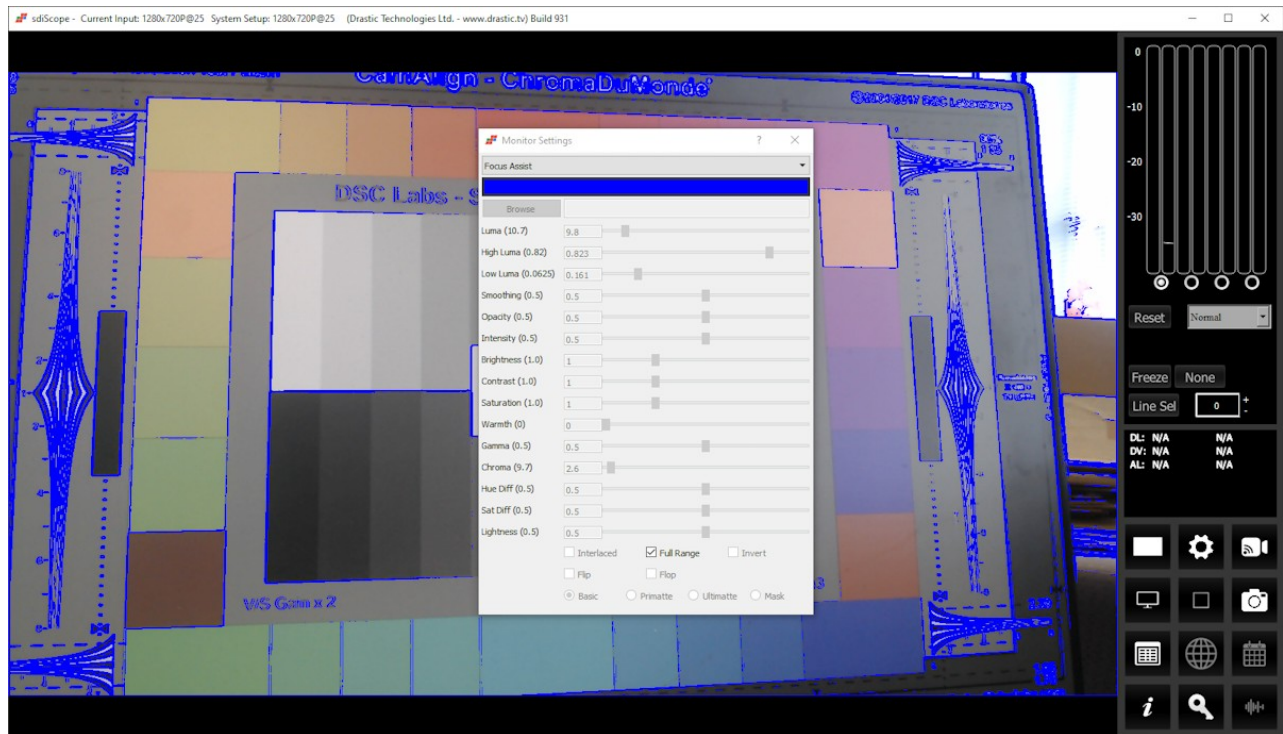 sdiScope - Current Input: 1280x720P@25 System Setup: 1280x720P@25 (Drastic Technologies Ltd. - www.drastic.tv) Build 931
CamAlign - ChromaDuMonde
DSC Labs - S
V/S Gam x 2
Monitor Settings ?
Focus Assist
Browse
Luma (10.7) 9.8
High Luma (0.82) 0.823
Low Luma (0.0625) 0.161
Smoothing (0.5) 0.5
Opacity (0.5) 0.5
Intensity (0.5) 0.5
Brightness (1.0) 1
Contrast (1.0) 1
Saturation (1.0) 1
Warmth (0) 0
Gamma (0.5) 0.5
Chroma (9.7) 2.6
Hue Diff (0.5) 0.5
Sat Diff (0.5) 0.5
Lightness (0.5) 0.5
Interlaced Full Range Invert
Flip Flop
Basic Primatte Ultimatte Mask
0
-10
-20
-30
Reset Normal
Freeze None
Line Sel 0 + -
DL: N/A N/A
DV: N/A N/A
AL: N/A N/A